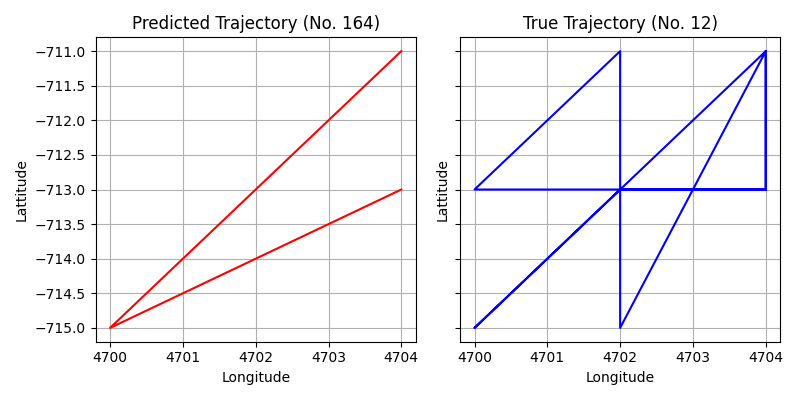 Predicted Trajectory (No. 164)
True Trajectory (No. 12)
Lattitude
−711.0
−711.5
−712.0
−712.5
−713.0
−713.5
−714.0
−714.5
−715.0
4700 4701 4702 4703 4704
Longitude
Lattitude
4700 4701 4702 4703 4704
Longitude